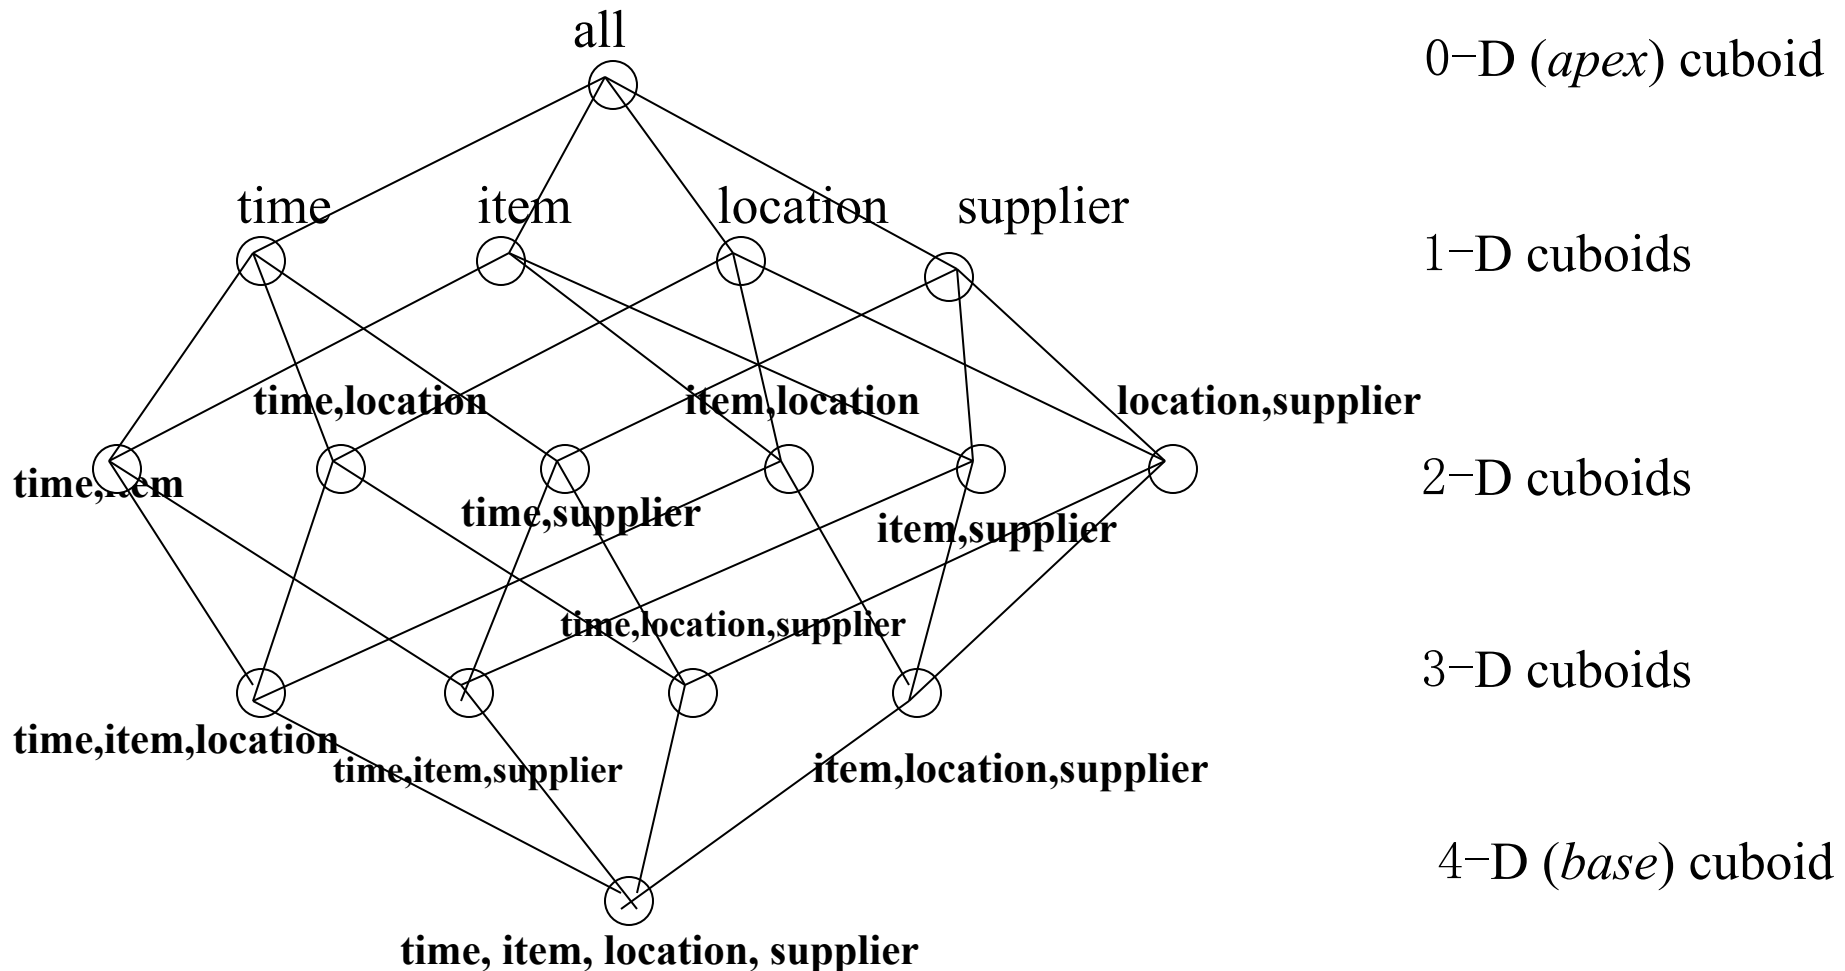 all
0-D (apex) cuboid
time
item
location
supplier
1-D cuboids
time,location
item,location
location,supplier
time,item
2-D cuboids
time,supplier
item,supplier
time,location,supplier
3-D cuboids
time,item,location
time,item,supplier
item,location,supplier
4-D (base) cuboid
time, item, location, supplier